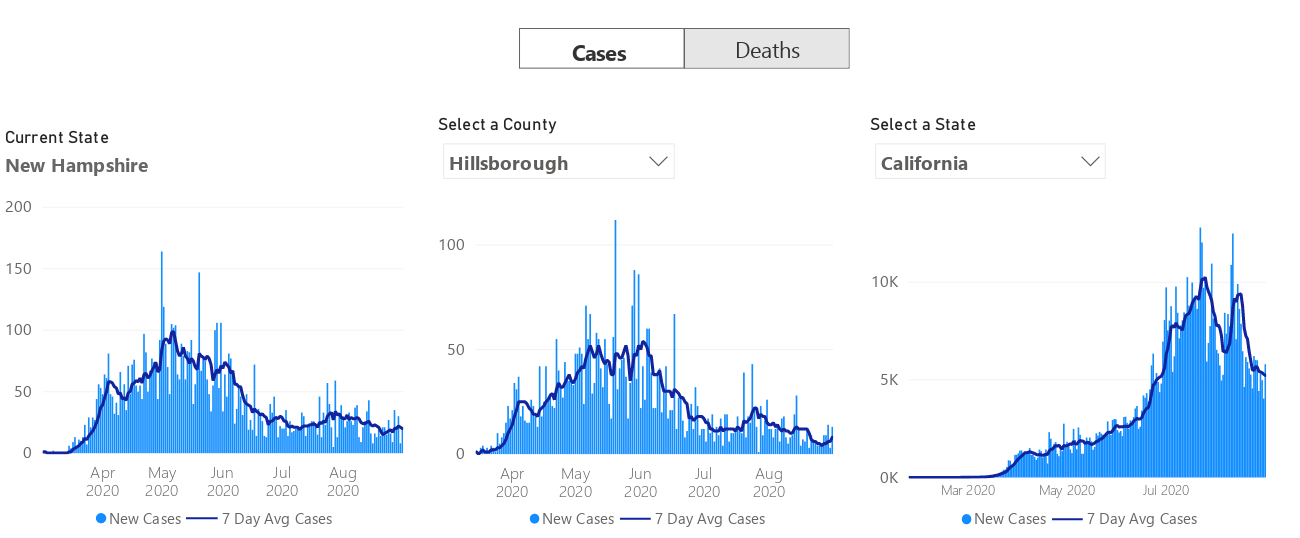 Cases Deaths
Current State
New Hampshire
Select a County
Hillsborough
Select a State
California
200
150
100
50
0
Apr 2020
May 2020
Jun 2020
Jul 2020
Aug 2020
New Cases 7 Day Avg Cases
100
50
0
Apr 2020
May 2020
Jun 2020
Jul 2020
Aug 2020
New Cases 7 Day Avg Cases
10K
5K
0K
Mar 2020 May 2020 Jul 2020
New Cases 7 Day Avg Cases